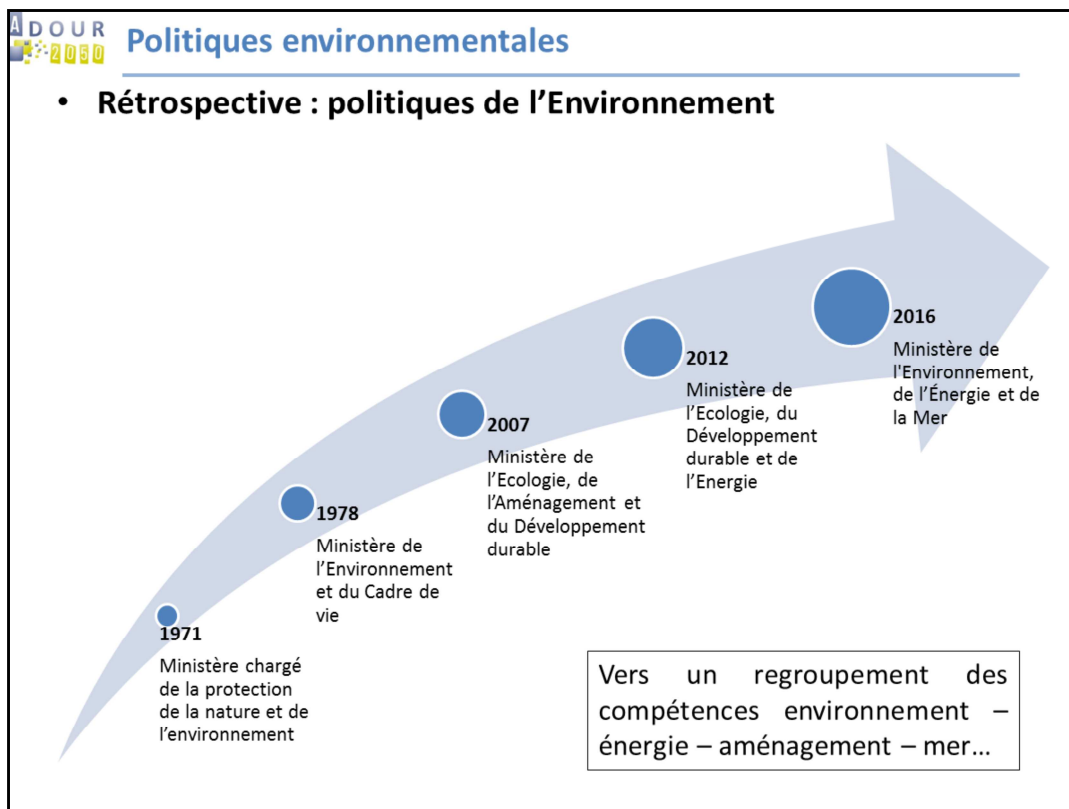 ADOUR
2050
Politiques environnementales
• Rétrospective : politiques de l’Environnement
1971
Ministère chargé
de la protection
de la nature et de
l’environnement
1978
Ministère de
l’Environnement
et du Cadre de
vie
2007
Ministère de
l’Ecologie, de
l’Aménagement et
du Développement
durable
2012
Ministère de
l’Ecologie, du
Développement
durable et de
l’Energie
2016
Ministère de
l'Environnement,
de l’Énergie et de
la Mer
Vers un regroupement des
compétences environnement –
énergie – aménagement – mer…